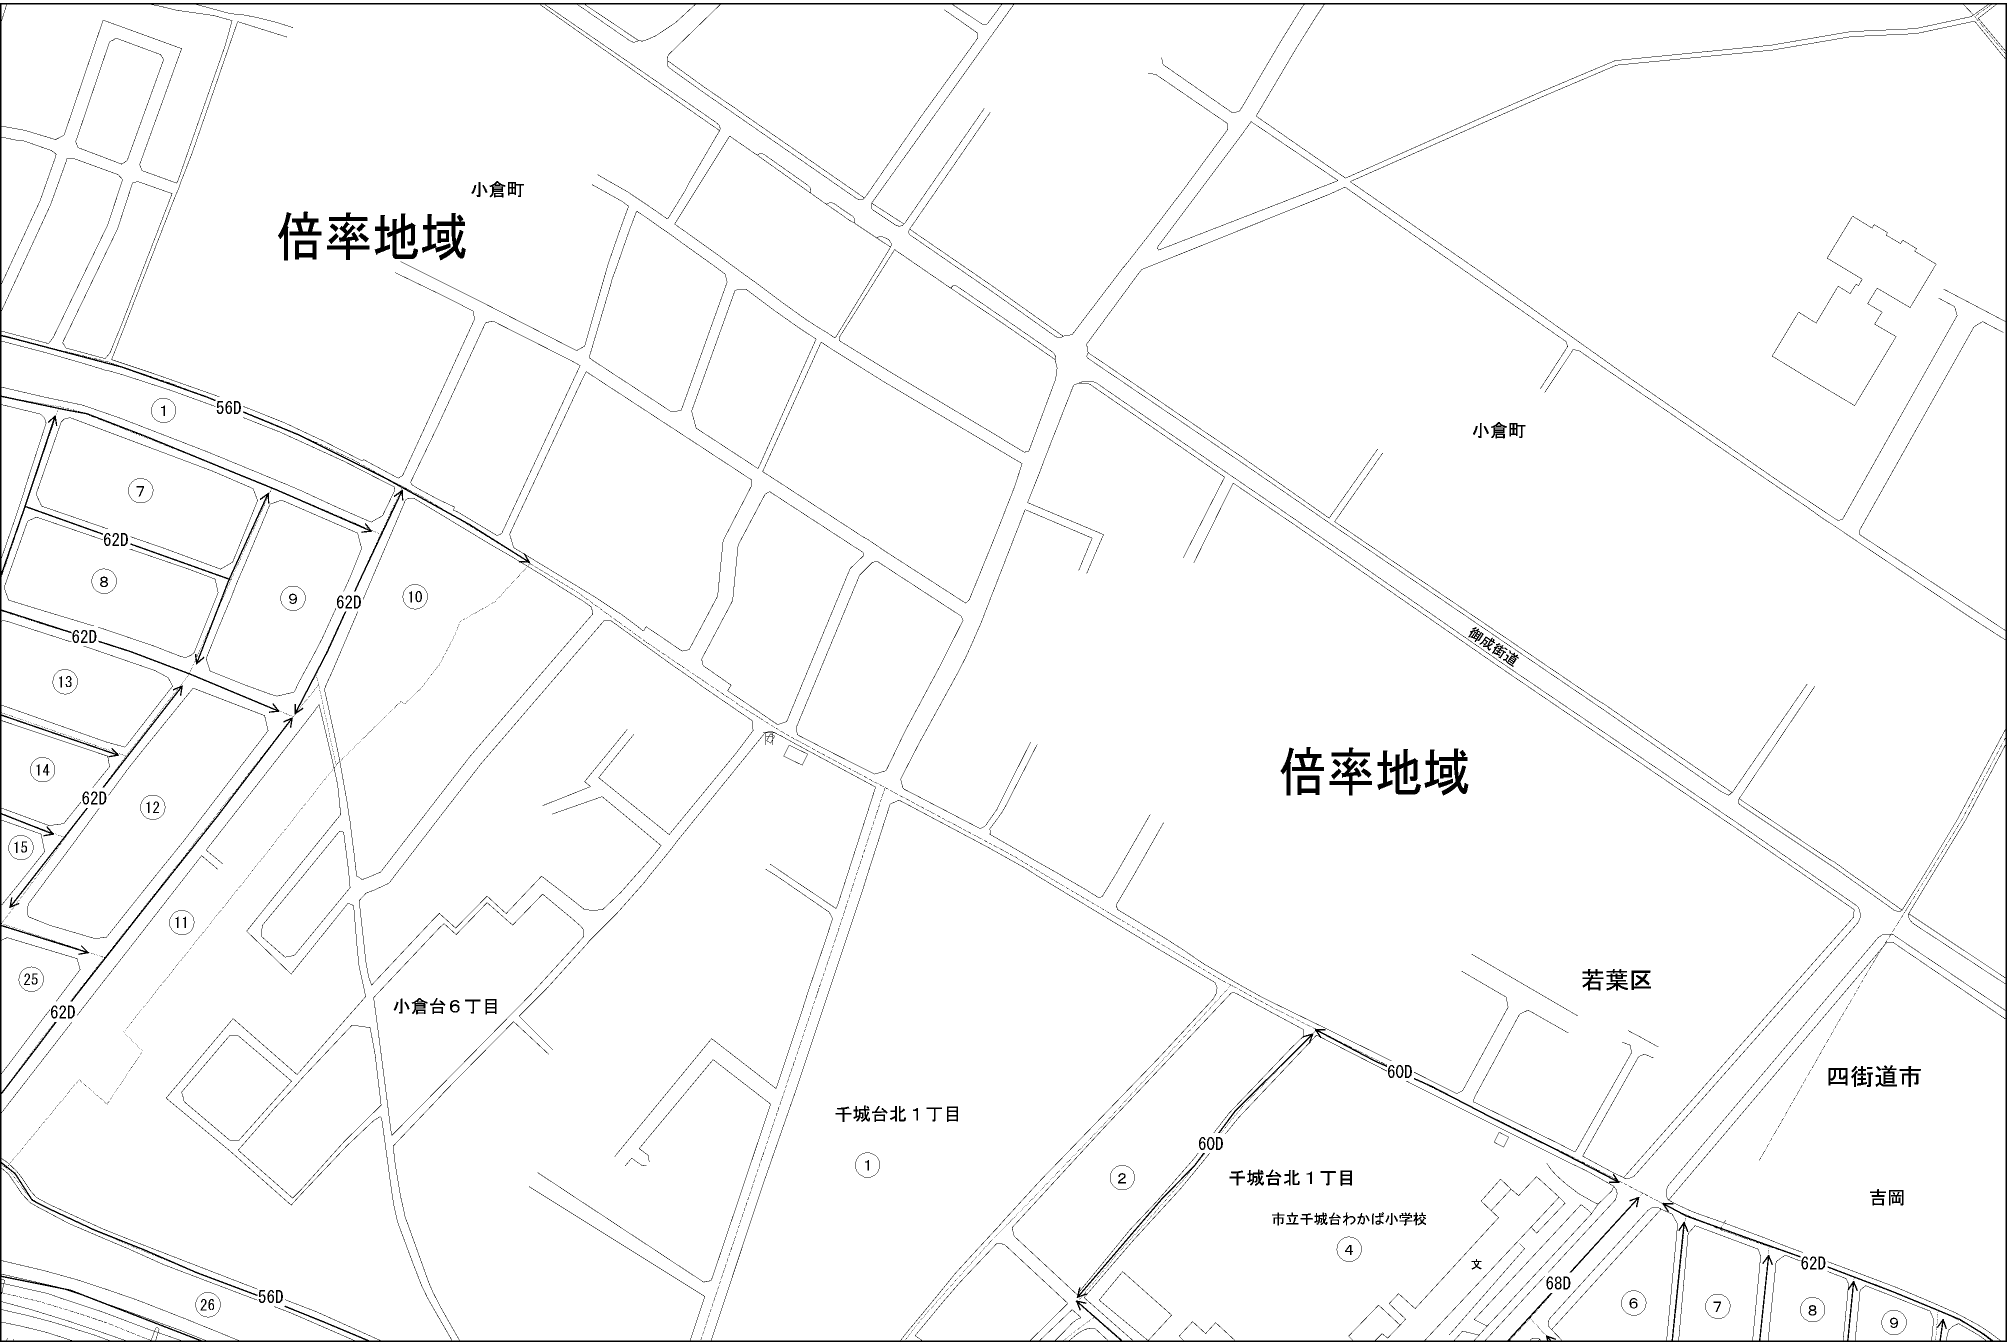 小倉町
倍率地域
1
56D
小倉町
7
62D
8
9
62D
10
62D
御成街道
13
14
62D
12
倍率地域
15
11
25
62D
小倉台6丁目
若葉区
60D
四街道市
千城台北1丁目
1
60D
2
千城台北1丁目
吉岡
市立千城台わかば小学校
4
文
62D
68D
56D
26
6
7
8
9